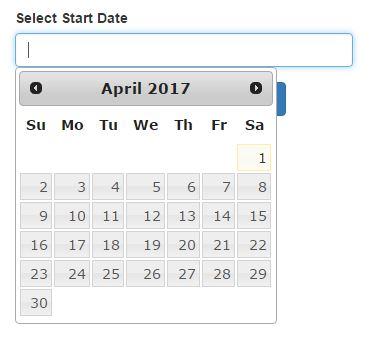 Select Start Date
April 2017
Su Mo Tu We Th Fr Sa
1
2 3 4 5 6 7 8
9 10 11 12 13 14 15
16 17 18 19 20 21 22
23 24 25 26 27 28 29
30